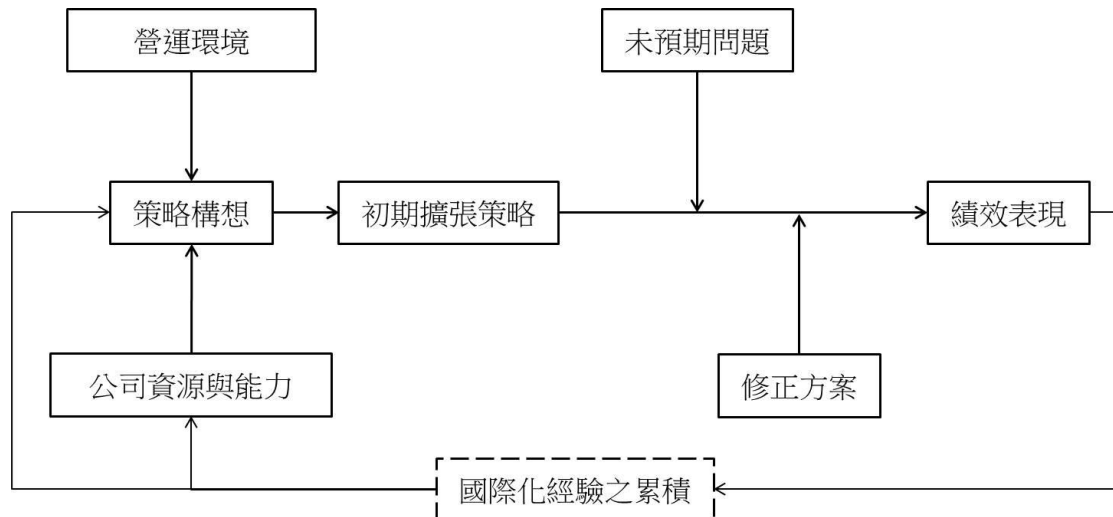 營運環境
未預期問題
策略構想
初期擴張策略
績效表現
公司資源與能力
修正方案
國際化經驗之累積